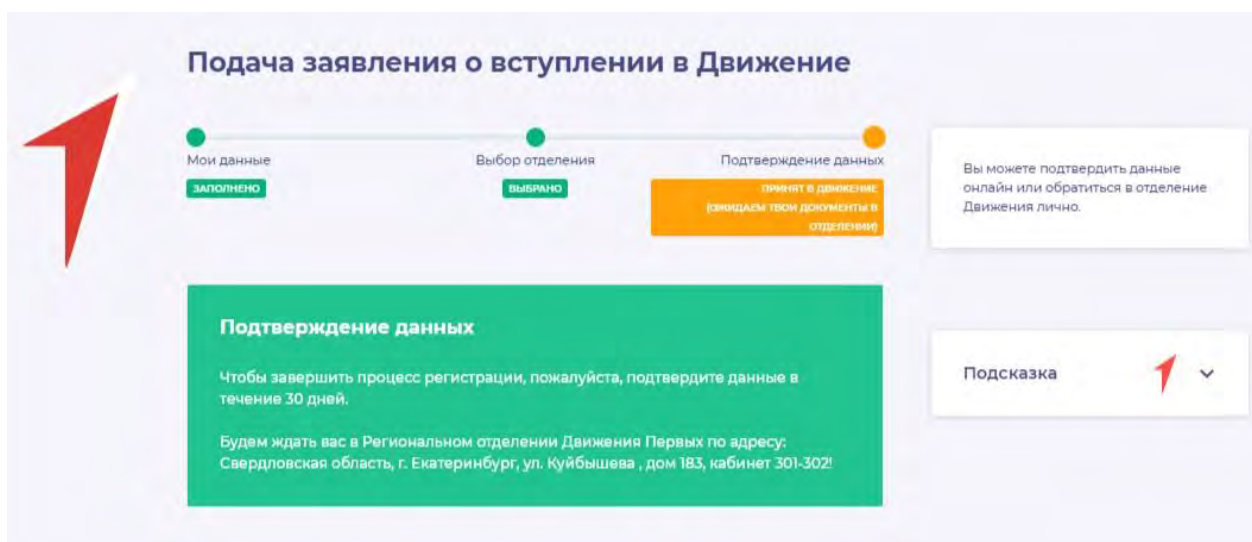 Подача заявления о вступлении в Движение
Мои данные
ЗАПОЛНЕНО
Выбор отделения
ВЫБРАНО
Подтверждение данных
ПРИНЯТ В ДВИЖЕНИЕ
(ОЖИДАЕМ ТВОИ ДОКУМЕНТЫ В
ОТДЕЛЕНИИ)
Вы можете подтвердить данные
онлайн или обратиться в отделение
Движения лично.
Подтверждение данных
Чтобы завершить процесс регистрации, пожалуйста, подтвердите данные в
течение 30 дней.
Будем ждать вас в Региональном отделении Движения Первых по адресу:
Свердловская область, г. Екатеринбург, ул. Куйбышева , дом 183, кабинет 301-302!
Подсказка